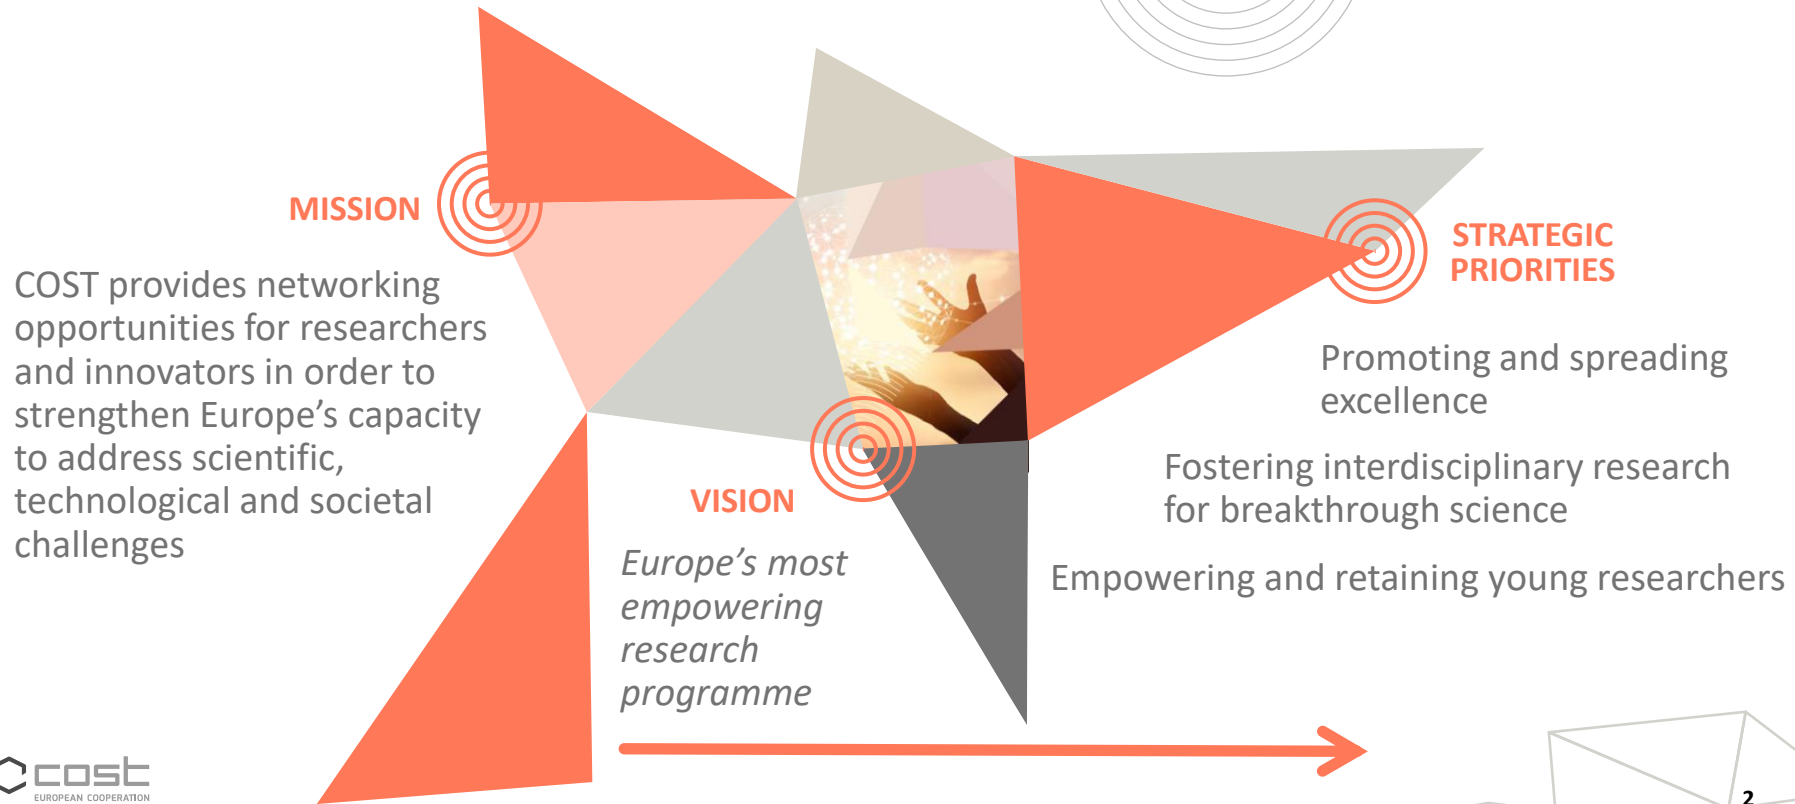 MISSION
COST provides networking
opportunities for researchers
and innovators in order to
strengthen Europe’s capacity
to address scientific,
technological and societal
challenges
VISION
Europe’s most
empowering
research
programme
STRATEGIC
PRIORITIES
Promoting and spreading
excellence
Fostering interdisciplinary research
for breakthrough science
Empowering and retaining young researchers
cost
EUROPEAN COOPERATION
2